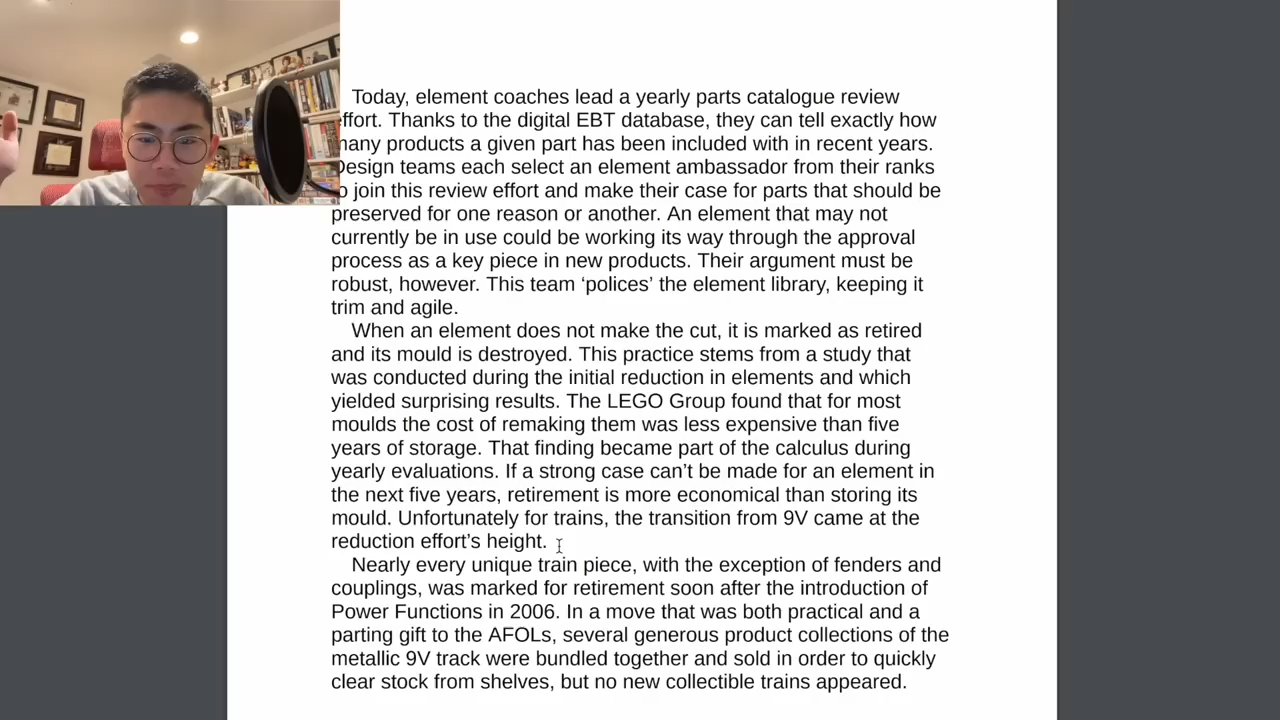 Today, element coaches lead a yearly parts catalogue review
effort. Thanks to the digital EBT database, they can tell exactly how
many products a given part has been included with in recent years.
Design teams each select an element ambassador from their ranks
to join this review effort and make their case for parts that should be
preserved for one reason or another. An element that may not
currently be in use could be working its way through the approval
process as a key piece in new products. Their argument must be
robust, however. This team ‘polices’ the element library, keeping it
trim and agile.
When an element does not make the cut, it is marked as retired
and its mould is destroyed. This practice stems from a study that
was conducted during the initial reduction in elements and which
yielded surprising results. The LEGO Group found that for most
moulds the cost of remaking them was less expensive than five
years of storage. That finding became part of the calculus during
yearly evaluations. If a strong case can’t be made for an element in
the next five years, retirement is more economical than storing its
mould. Unfortunately for trains, the transition from 9V came at the
reduction effort’s height.
Nearly every unique train piece, with the exception of fenders and
couplings, was marked for retirement soon after the introduction of
Power Functions in 2006. In a move that was both practical and a
parting gift to the AFOLs, several generous product collections of the
metallic 9V track were bundled together and sold in order to quickly
clear stock from shelves, but no new collectible trains appeared.